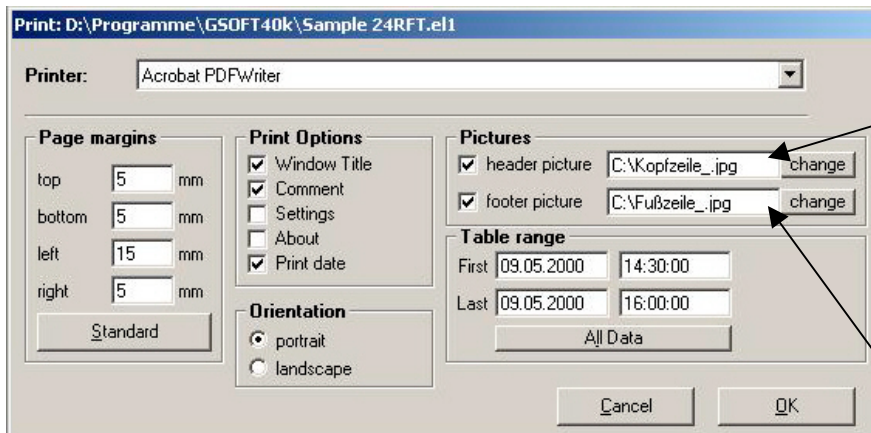 Print: D:\Programme\GSOFT40k\Sample 24RFT.el1
Printer: Acrobat PDFWriter
Page margins
top 5 mm
bottom 5 mm
left 15 mm
right 5 mm
Standard
Print Options
Window Title
Comment
Settings
About
Print date
Orientation
portrait
landscape
Pictures
header picture C:\Kopfzeile_.jpg change
footer picture C:\Fußzeile_.jpg change
Table range
First 09.05.2000 14:30:00
Last 09.05.2000 16:00:00
All Data
Cancel OK